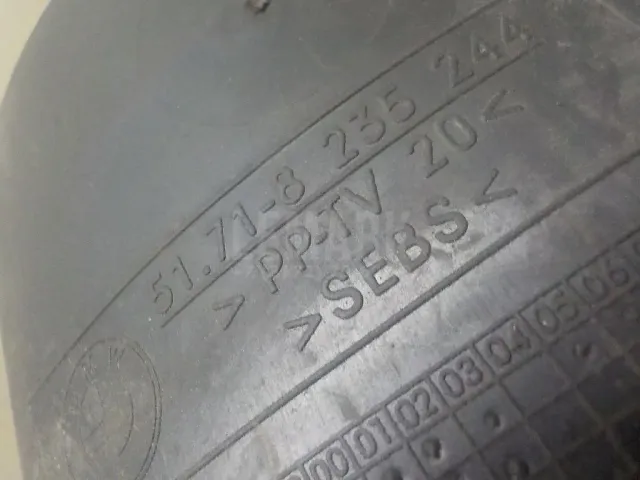 51.71-8 235 244
>PP-TV 20<
>SEBS<
00 01 02 03 04 05 06